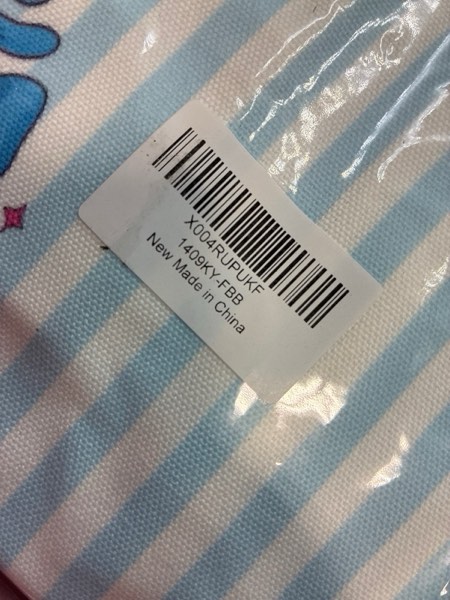 X004RUPUKF
1409KY-FBB
New Made in China